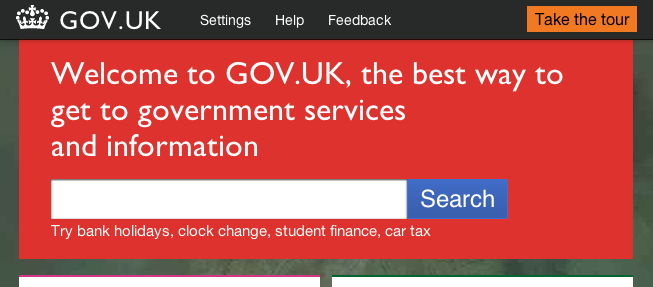 GOV.UK Settings Help Feedback Take the tour
Welcome to GOV.UK, the best way to
get to government services
and information
Search
Try bank holidays, clock change, student finance, car tax